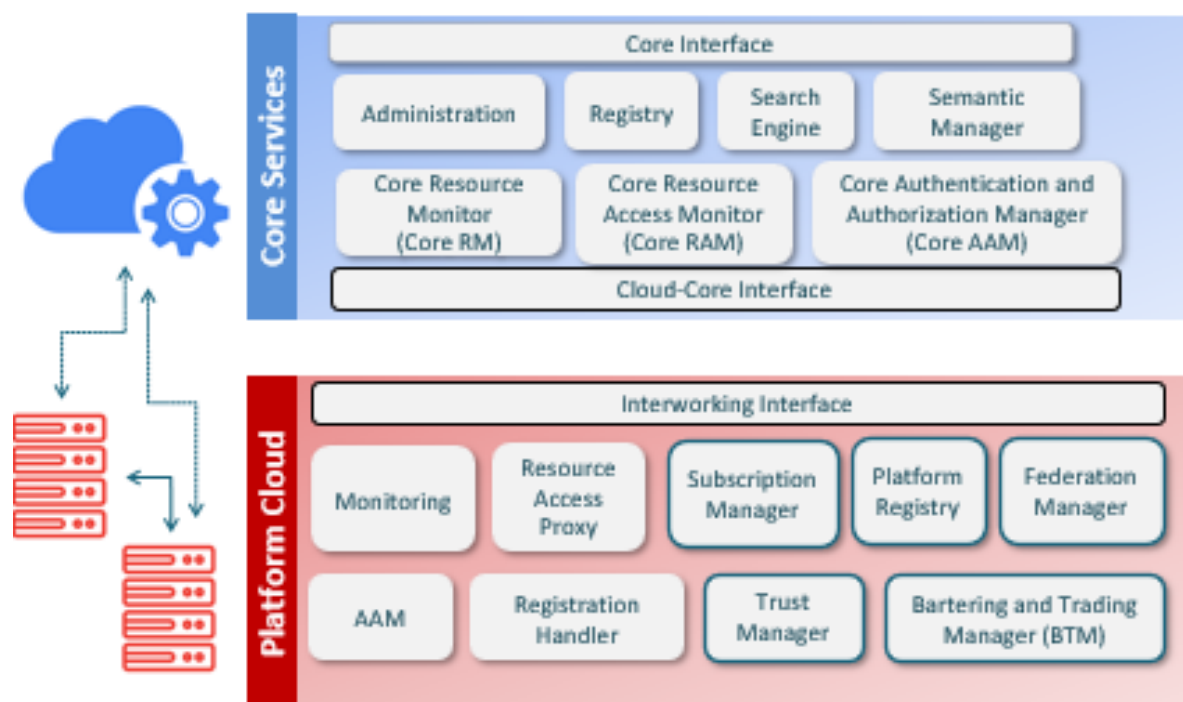 Core Services
Core Interface
Administration
Registry
Search
Engine
Semantic
Manager
Core Resource
Monitor
(Core RM)
Core Resource
Access Monitor
(Core RAM)
Core Authentication and
Authorization Manager
(Core AAM)
Cloud-Core Interface
Platform Cloud
Interworking Interface
Monitoring
Resource
Access
Proxy
Subscription
Manager
Platform
Registry
Federation
Manager
AAM
Registration
Handler
Trust
Manager
Bartering and Trading
Manager (BTM)